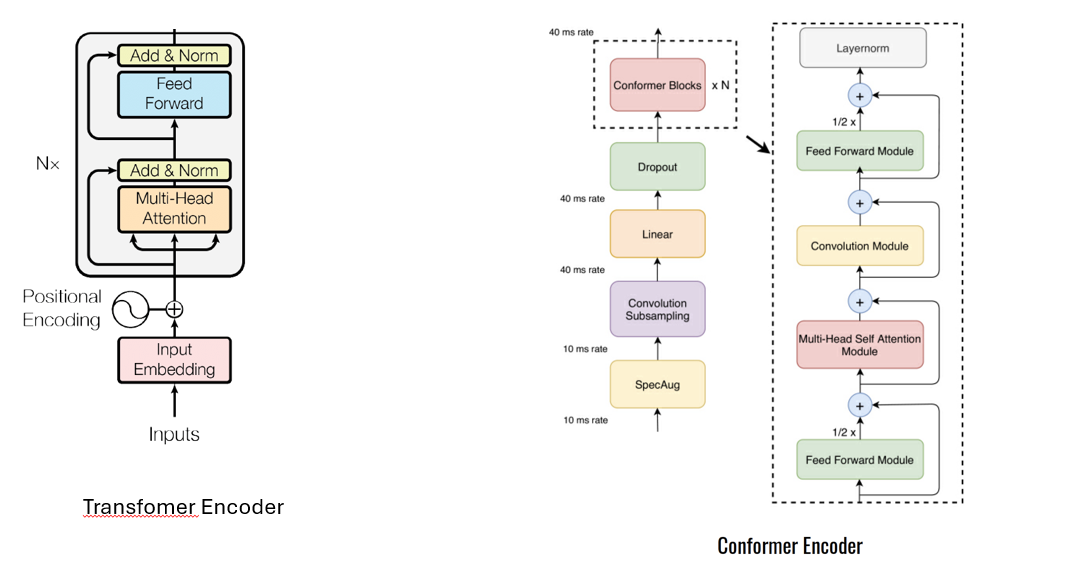 Add & Norm
Feed
Forward
Add & Norm
Multi-Head
Attention
Nx
Positional
Encoding
Input
Embedding
Inputs
Transfomer Encoder
40 ms rate
Conformer Blocks
x N
Dropout
40 ms rate
Linear
40 ms rate
Convolution
Subsampling
10 ms rate
SpecAug
10 ms rate
Layernorm
+
1/2 x
Feed Forward Module
+
Convolution Module
+
Multi-Head Self Attention
Module
+
1/2 x
Feed Forward Module
Conformer Encoder